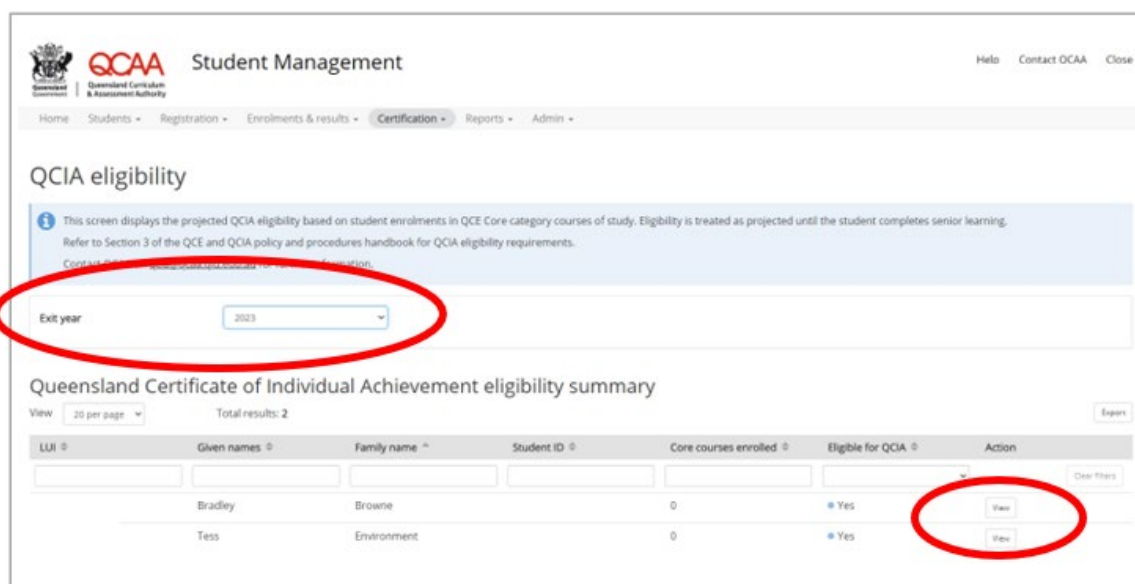 QCAA
Student Management
Help Contact QCAA Close
Queensland Government
Queensland Curriculum
& Assessment Authority
Home Students Registration Enrolments & results Certification Reports Admin
QCIA eligibility
This screen displays the projected QCIA eligibility based on student enrolments in QCE Core category courses of study. Eligibility is treated as projected until the student completes senior learning.
Refer to Section 3 of the QCE and QCIA policy and procedures handbook for QCIA eligibility requirements.
Exit year 2023
Queensland Certificate of Individual Achievement eligibility summary
View 20 per page Total results: 2 Export
LUI Given names Family name Student ID Core courses enrolled Eligible for QCIA Action
Clear filters
Bradley Browne 0 Yes View
Tess Environment 0 Yes View